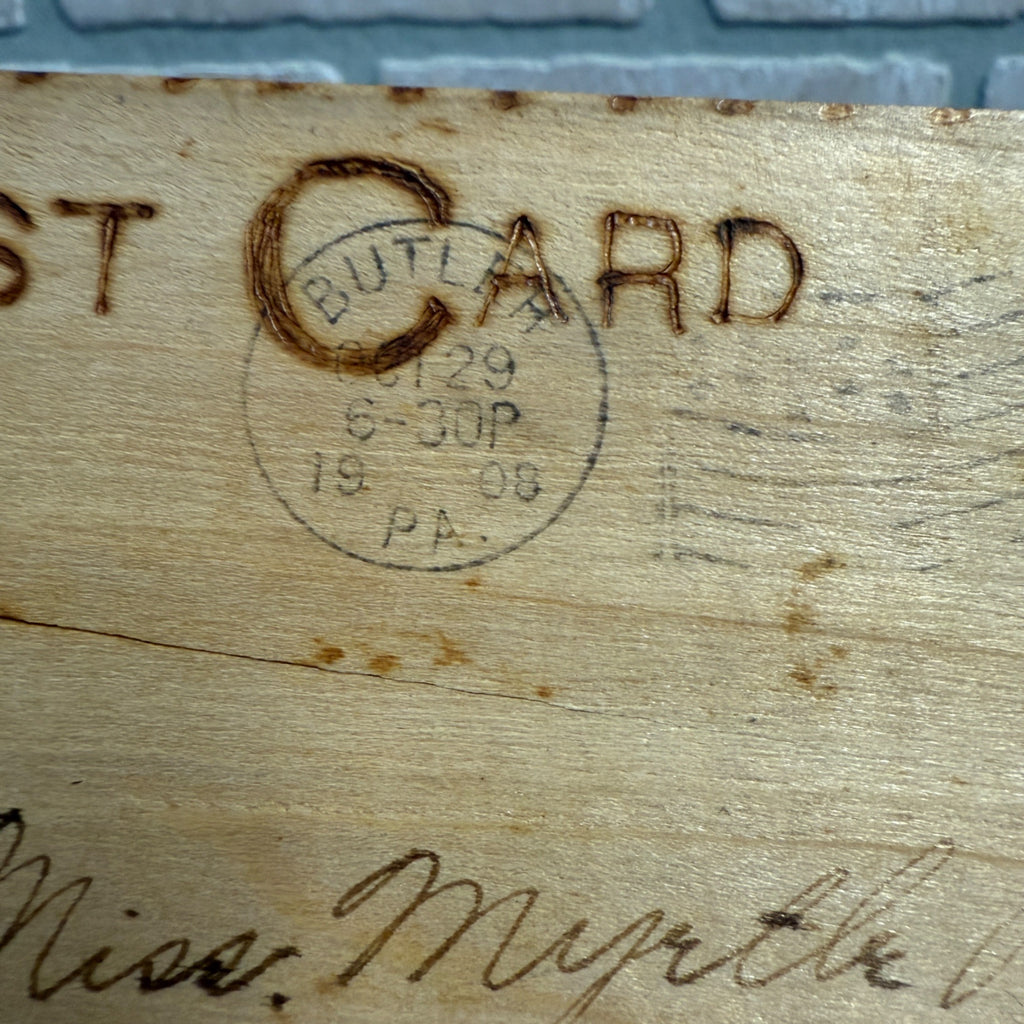 ST CARD
BUTLER
OCT 29
6-30P
19 08
PA.
Miss. Myrtle